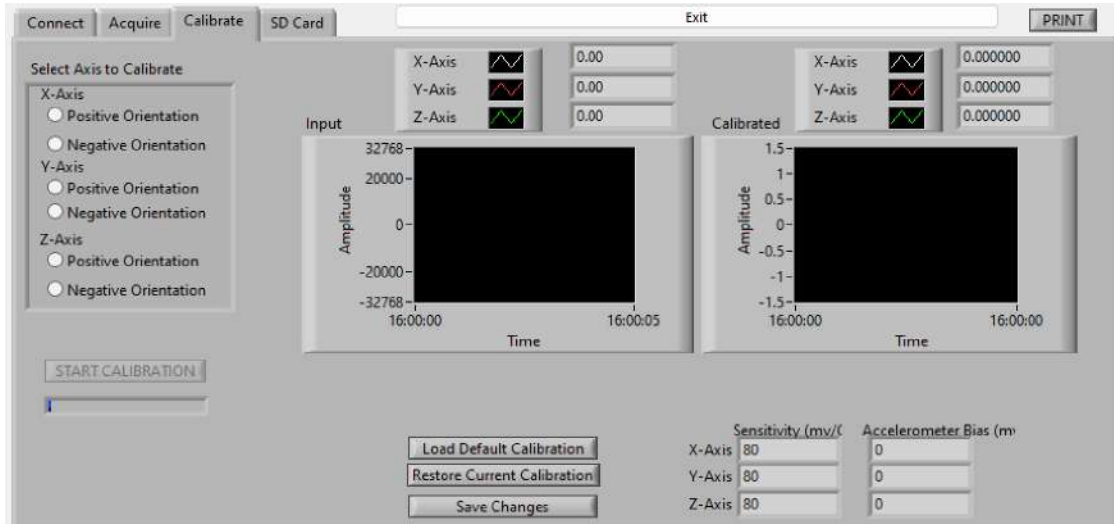 Connect Acquire Calibrate SD Card Exit PRINT
Select Axis to Calibrate
X-Axis
Positive Orientation
Negative Orientation
Y-Axis
Positive Orientation
Negative Orientation
Z-Axis
Positive Orientation
Negative Orientation
START CALIBRATION
X-Axis 0.00
Y-Axis 0.00
Z-Axis 0.00
Input
Amplitude
32768
20000
0
-20000
-32768
16:00:00 16:00:05
Time
X-Axis 0.000000
Y-Axis 0.000000
Z-Axis 0.000000
Calibrated
Amplitude
1.5
1
0.5
0
-0.5
-1
-1.5
16:00:00 16:00:00
Time
Load Default Calibration
Restore Current Calibration
Save Changes
Sensitivity (mv/ Accelerometer Bias (m
X-Axis 80 0
Y-Axis 80 0
Z-Axis 80 0